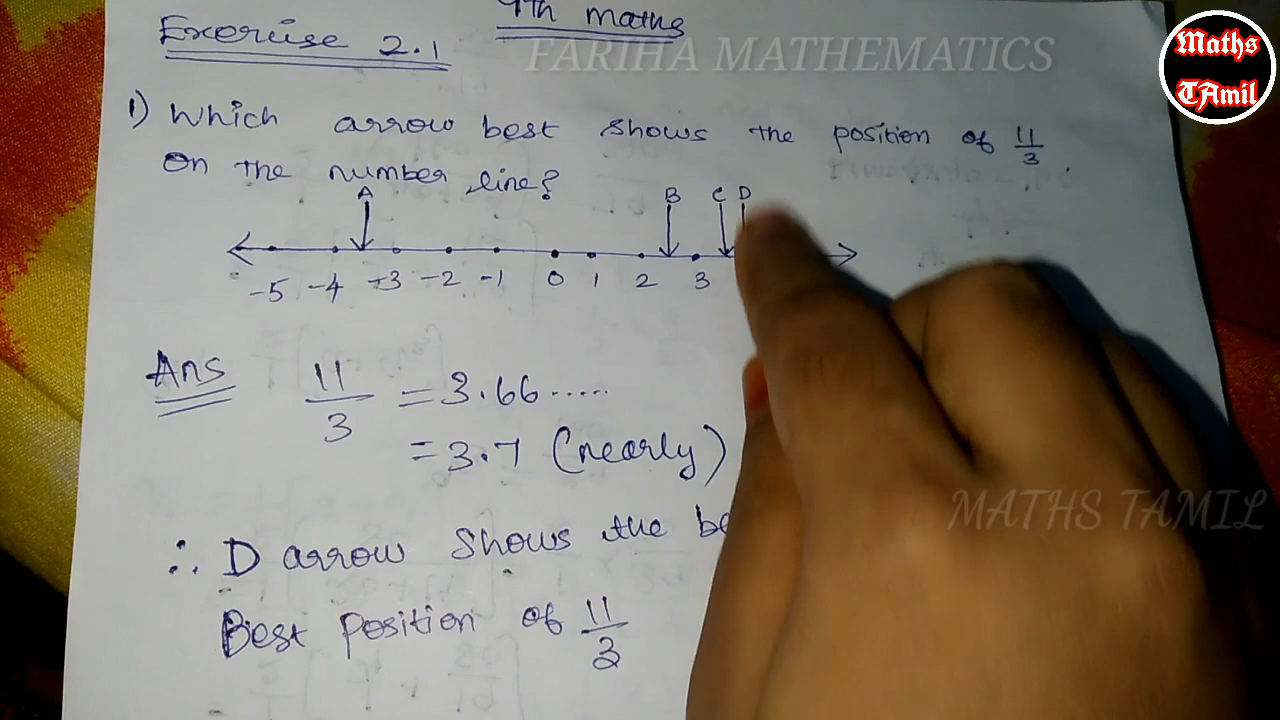 9th maths
Exercise 2.1
FARIHA MATHEMATICS
Maths
TAmil
1) Which arrow best shows the position of 11/3
on the number line?
A B C D
-5 -4 -3 -2 -1 0 1 2 3
Ans 11/3 = 3.66.....
= 3.7 (nearly)
MATHS TAMIL
∴ D arrow shows the
Best position of 11/3